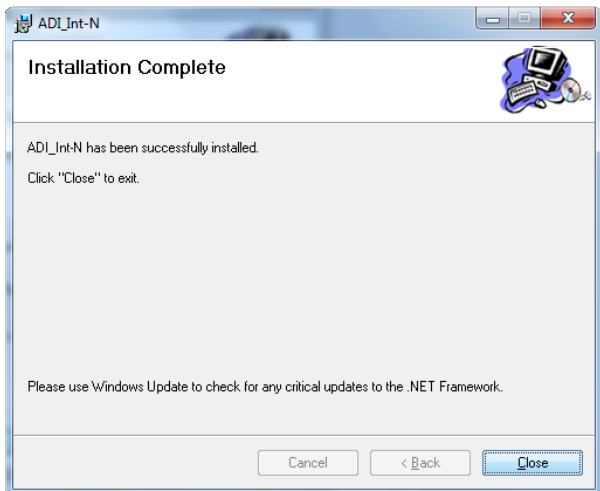 ADI_Int-N
Installation Complete
ADI_Int-N has been successfully installed.
Click "Close" to exit.
Please use Windows Update to check for any critical updates to the .NET Framework.
Cancel
< Back
Close